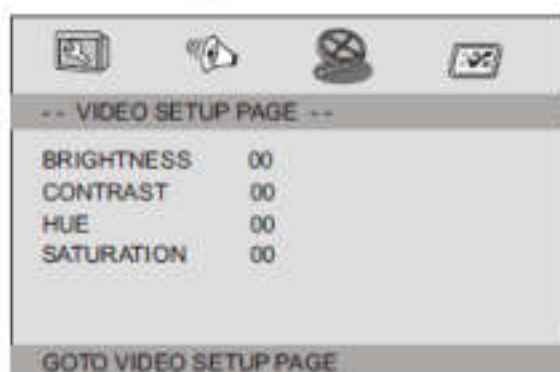 -- VIDEO SETUP PAGE --
BRIGHTNESS 00
CONTRAST 00
HUE 00
SATURATION 00
GOTO VIDEO SETUP PAGE